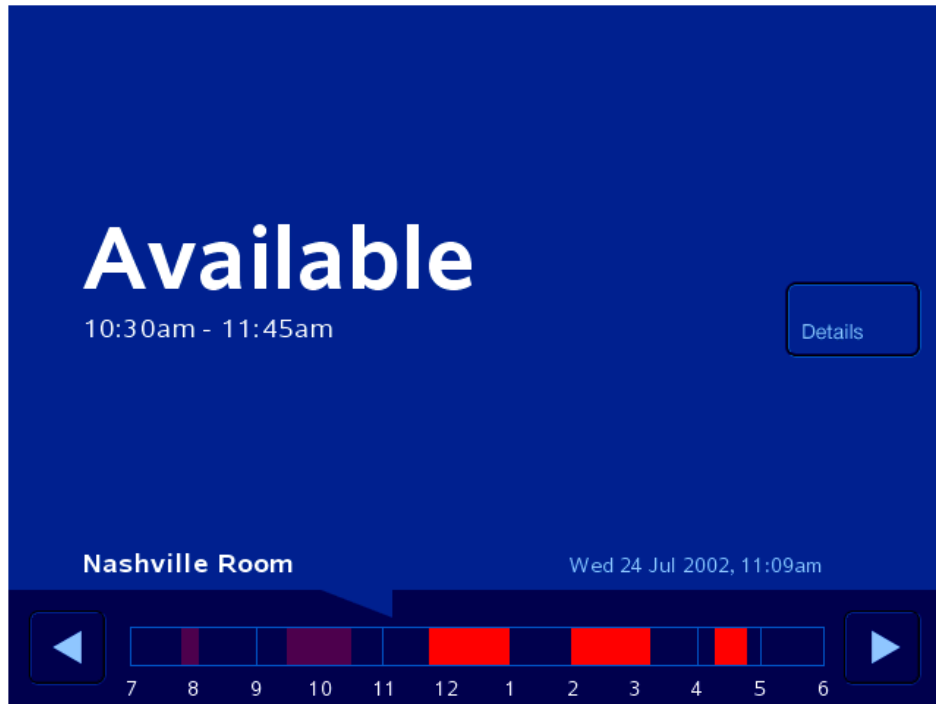 Available
10:30am - 11:45am
Details
Nashville Room
Wed 24 Jul 2002, 11:09am
7 8 9 10 11 12 1 2 3 4 5 6